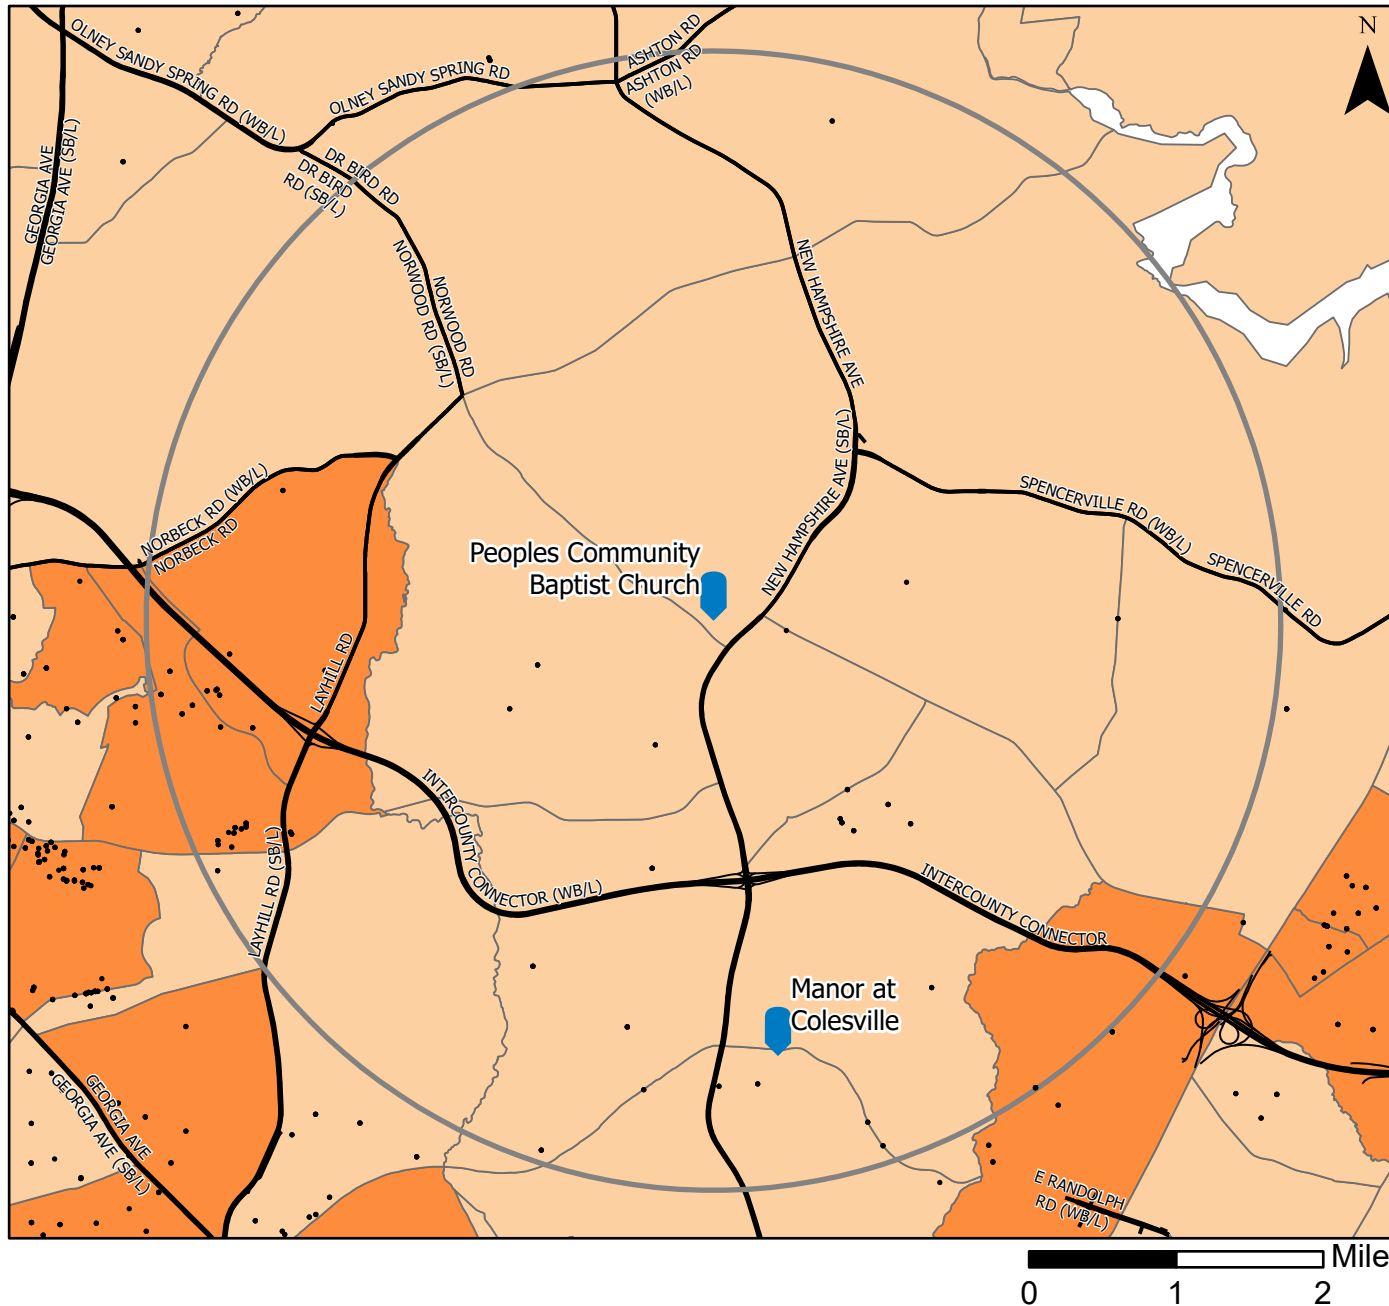 N
OLNEY SANDY SPRING RD (WB/L)
OLNEY SANDY SPRING RD
ASHTON RD
ASHTON RD
(WB/L)
GEORGIA AVE
GEORGIA AVE (SB/L)
DR BIRD RD
DR BIRD
RD (SB/L)
NORWOOD RD
NORWOOD RD (SB/L)
NEW HAMPSHIRE AVE
NEW HAMPSHIRE AVE (SB/L)
NORBECK RD (WB/L)
NORBECK RD
SPENCERVILLE RD (WB/L)
SPENCERVILLE RD
Peoples Community
Baptist Church
LAYHILL RD
INTERCOUNTY CONNECTOR (WB/L)
LAYHILL RD (SB/L)
INTERCOUNTY CONNECTOR
Manor at
Colesville
GEORGIA AVE
GEORGIA AVE (SB/L)
E RANDOLPH
RD (WB/L)
Mile
0 1 2